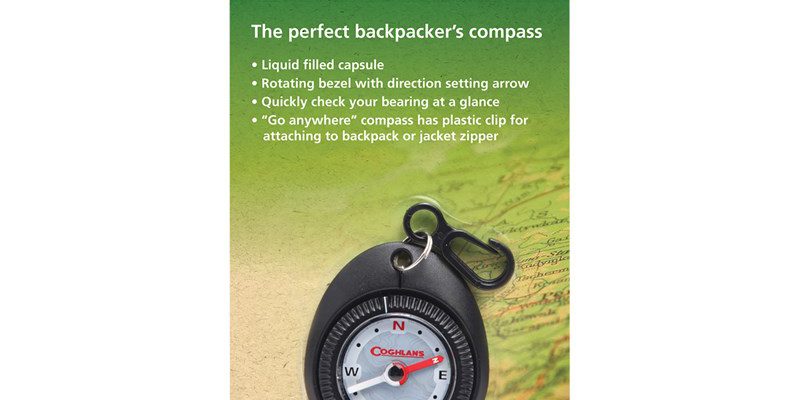 The perfect backpacker's compass
• Liquid filled capsule
• Rotating bezel with direction setting arrow
• Quickly check your bearing at a glance
• “Go anywhere” compass has plastic clip for
attaching to backpack or jacket zipper
N
COGHLANS
N
W
E